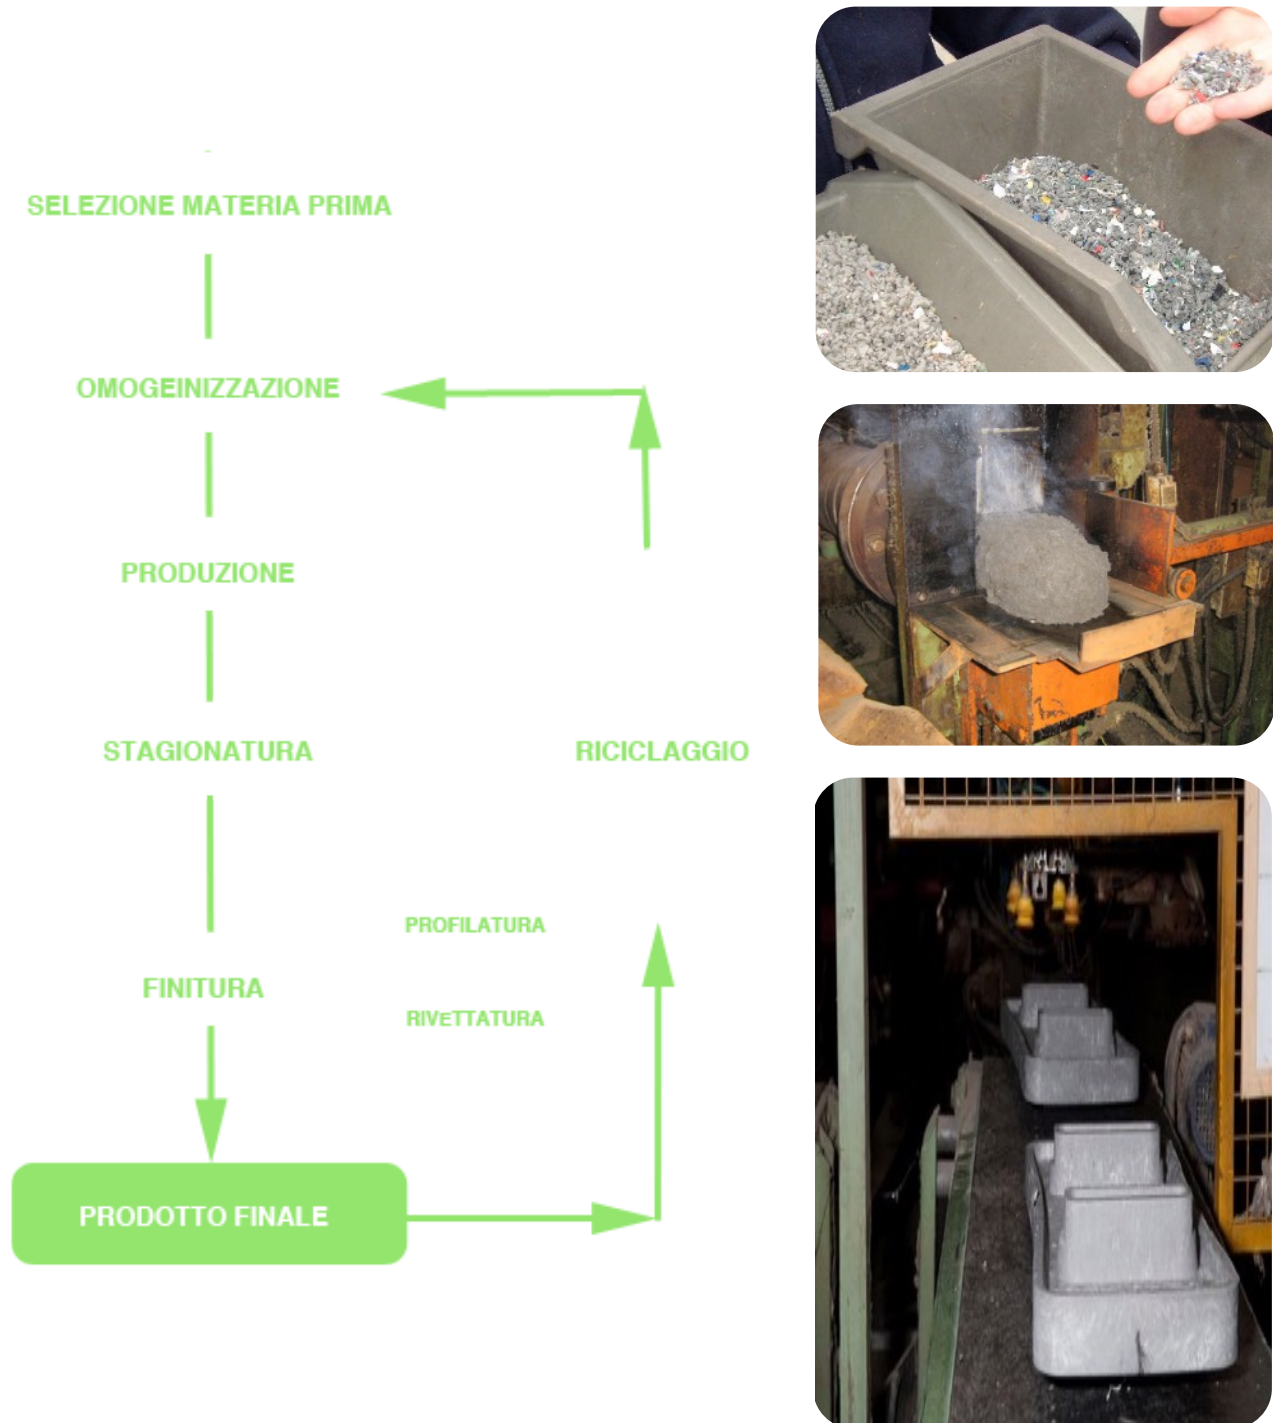 SELEZIONE MATERIA PRIMA
OMOGEINIZZAZIONE
PRODUZIONE
STAGIONATURA
RICICLAGGIO
PROFILATURA
FINITURA
RIVETTATURA
PRODOTTO FINALE